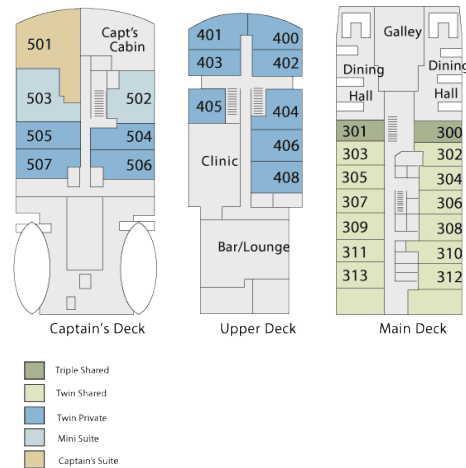 501
Capt's
Cabin
503
502
505
504
507
506
Captain's Deck
401
400
403
402
405
404
Clinic
406
408
Bar/Lounge
Upper Deck
Galley
Dining
Hall
Dining
Hall
301
300
303
302
305
304
307
306
309
308
311
310
313
312
Main Deck
Triple Shared
Twin Shared
Twin Private
Mini Suite
Captain's Suite